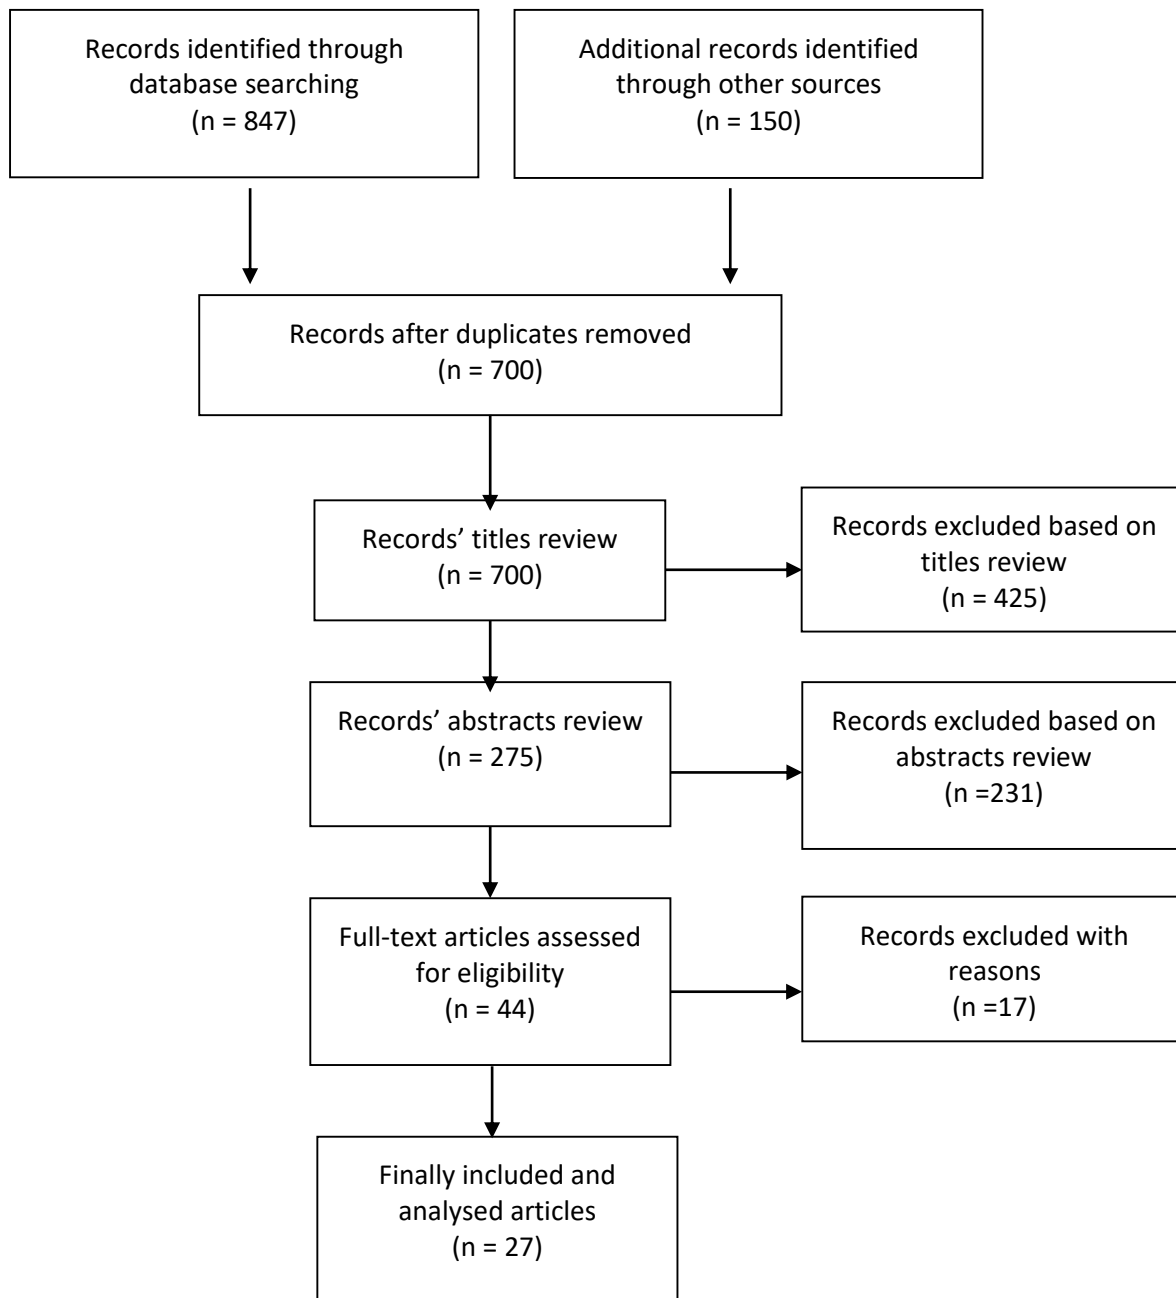 Records identified through
database searching
(n = 847)
Additional records identified
through other sources
(n = 150)
Records after duplicates removed
(n = 700)
Records’ titles review
(n = 700)
Records excluded based on
titles review
(n = 425)
Records’ abstracts review
(n = 275)
Records excluded based on
abstracts review
(n =231)
Full-text articles assessed
for eligibility
(n = 44)
Records excluded with
reasons
(n =17)
Finally included and
analysed articles
(n = 27)